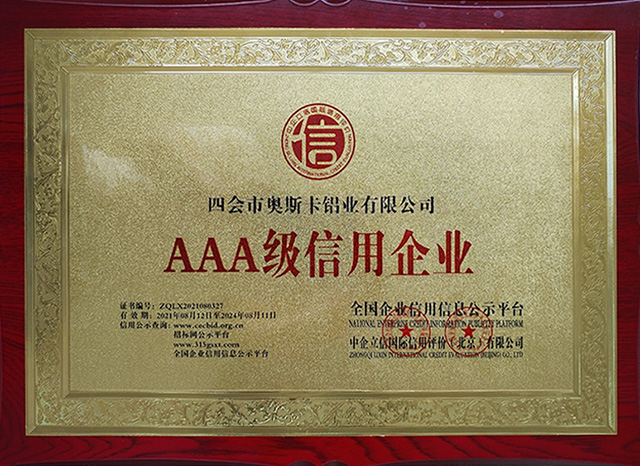 信
四会市奥斯卡铝业有限公司
AAA级信用企业
证书编号：ZQLX2021080327
有 效 期：2021年08月12日至2024年08月11日
信用公示查询：www.cecbid.org.cn
招标网公示平台
www.315gsxt.com
全国企业信用信息公示平台
全国企业信用信息公示平台
NATIONAL ENTERPRISE CREDIT INFORMATION PUBLICITY PLATFORM
中企立信国际信用评价（北京）有限公司
ZHONGQI LIXIN INTERNATIONAL CREDIT EVALUATION (BEIJING) CO., LTD